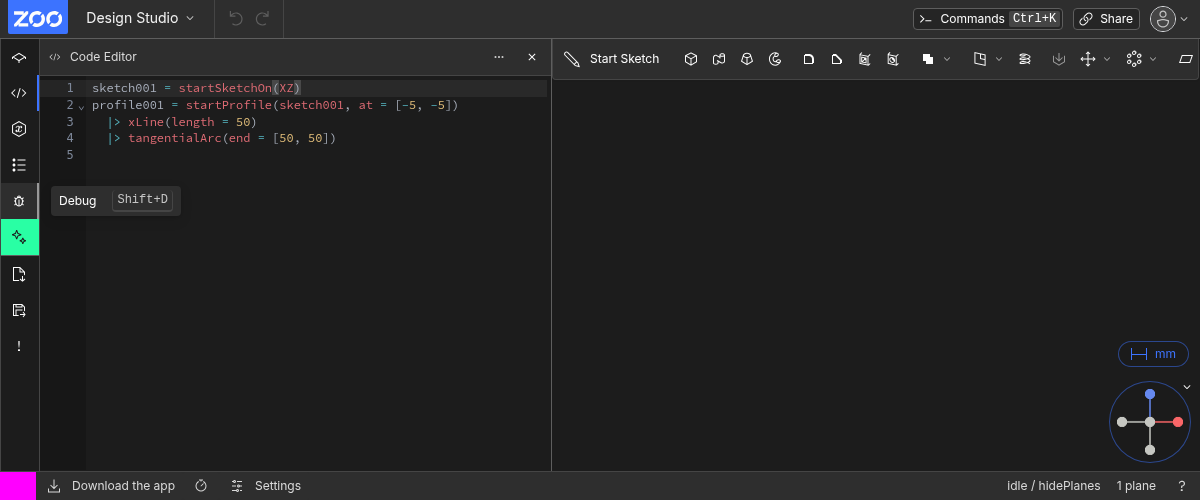 ZOO
Design Studio
Commands Ctrl+K
Share
</> Code Editor
Start Sketch
1 sketch001 = startSketchOn(XZ)
2 profile001 = startProfile(sketch001, at = [-5, -5])
3 |> xLine(length = 50)
4 |> tangentialArc(end = [50, 50])
5
Debug Shift+D
mm
Download the app
Settings
idle / hidePlanes
1 plane
?